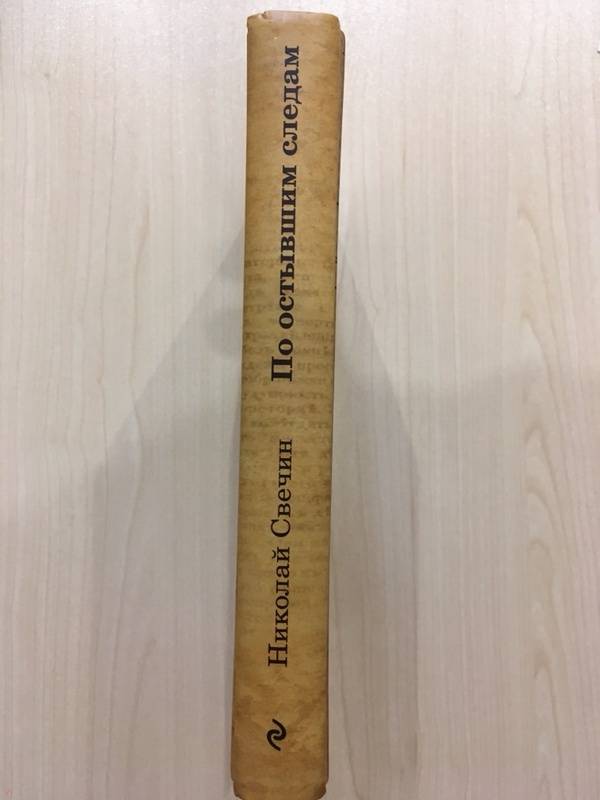 Николай Свечин
По остывшим следам